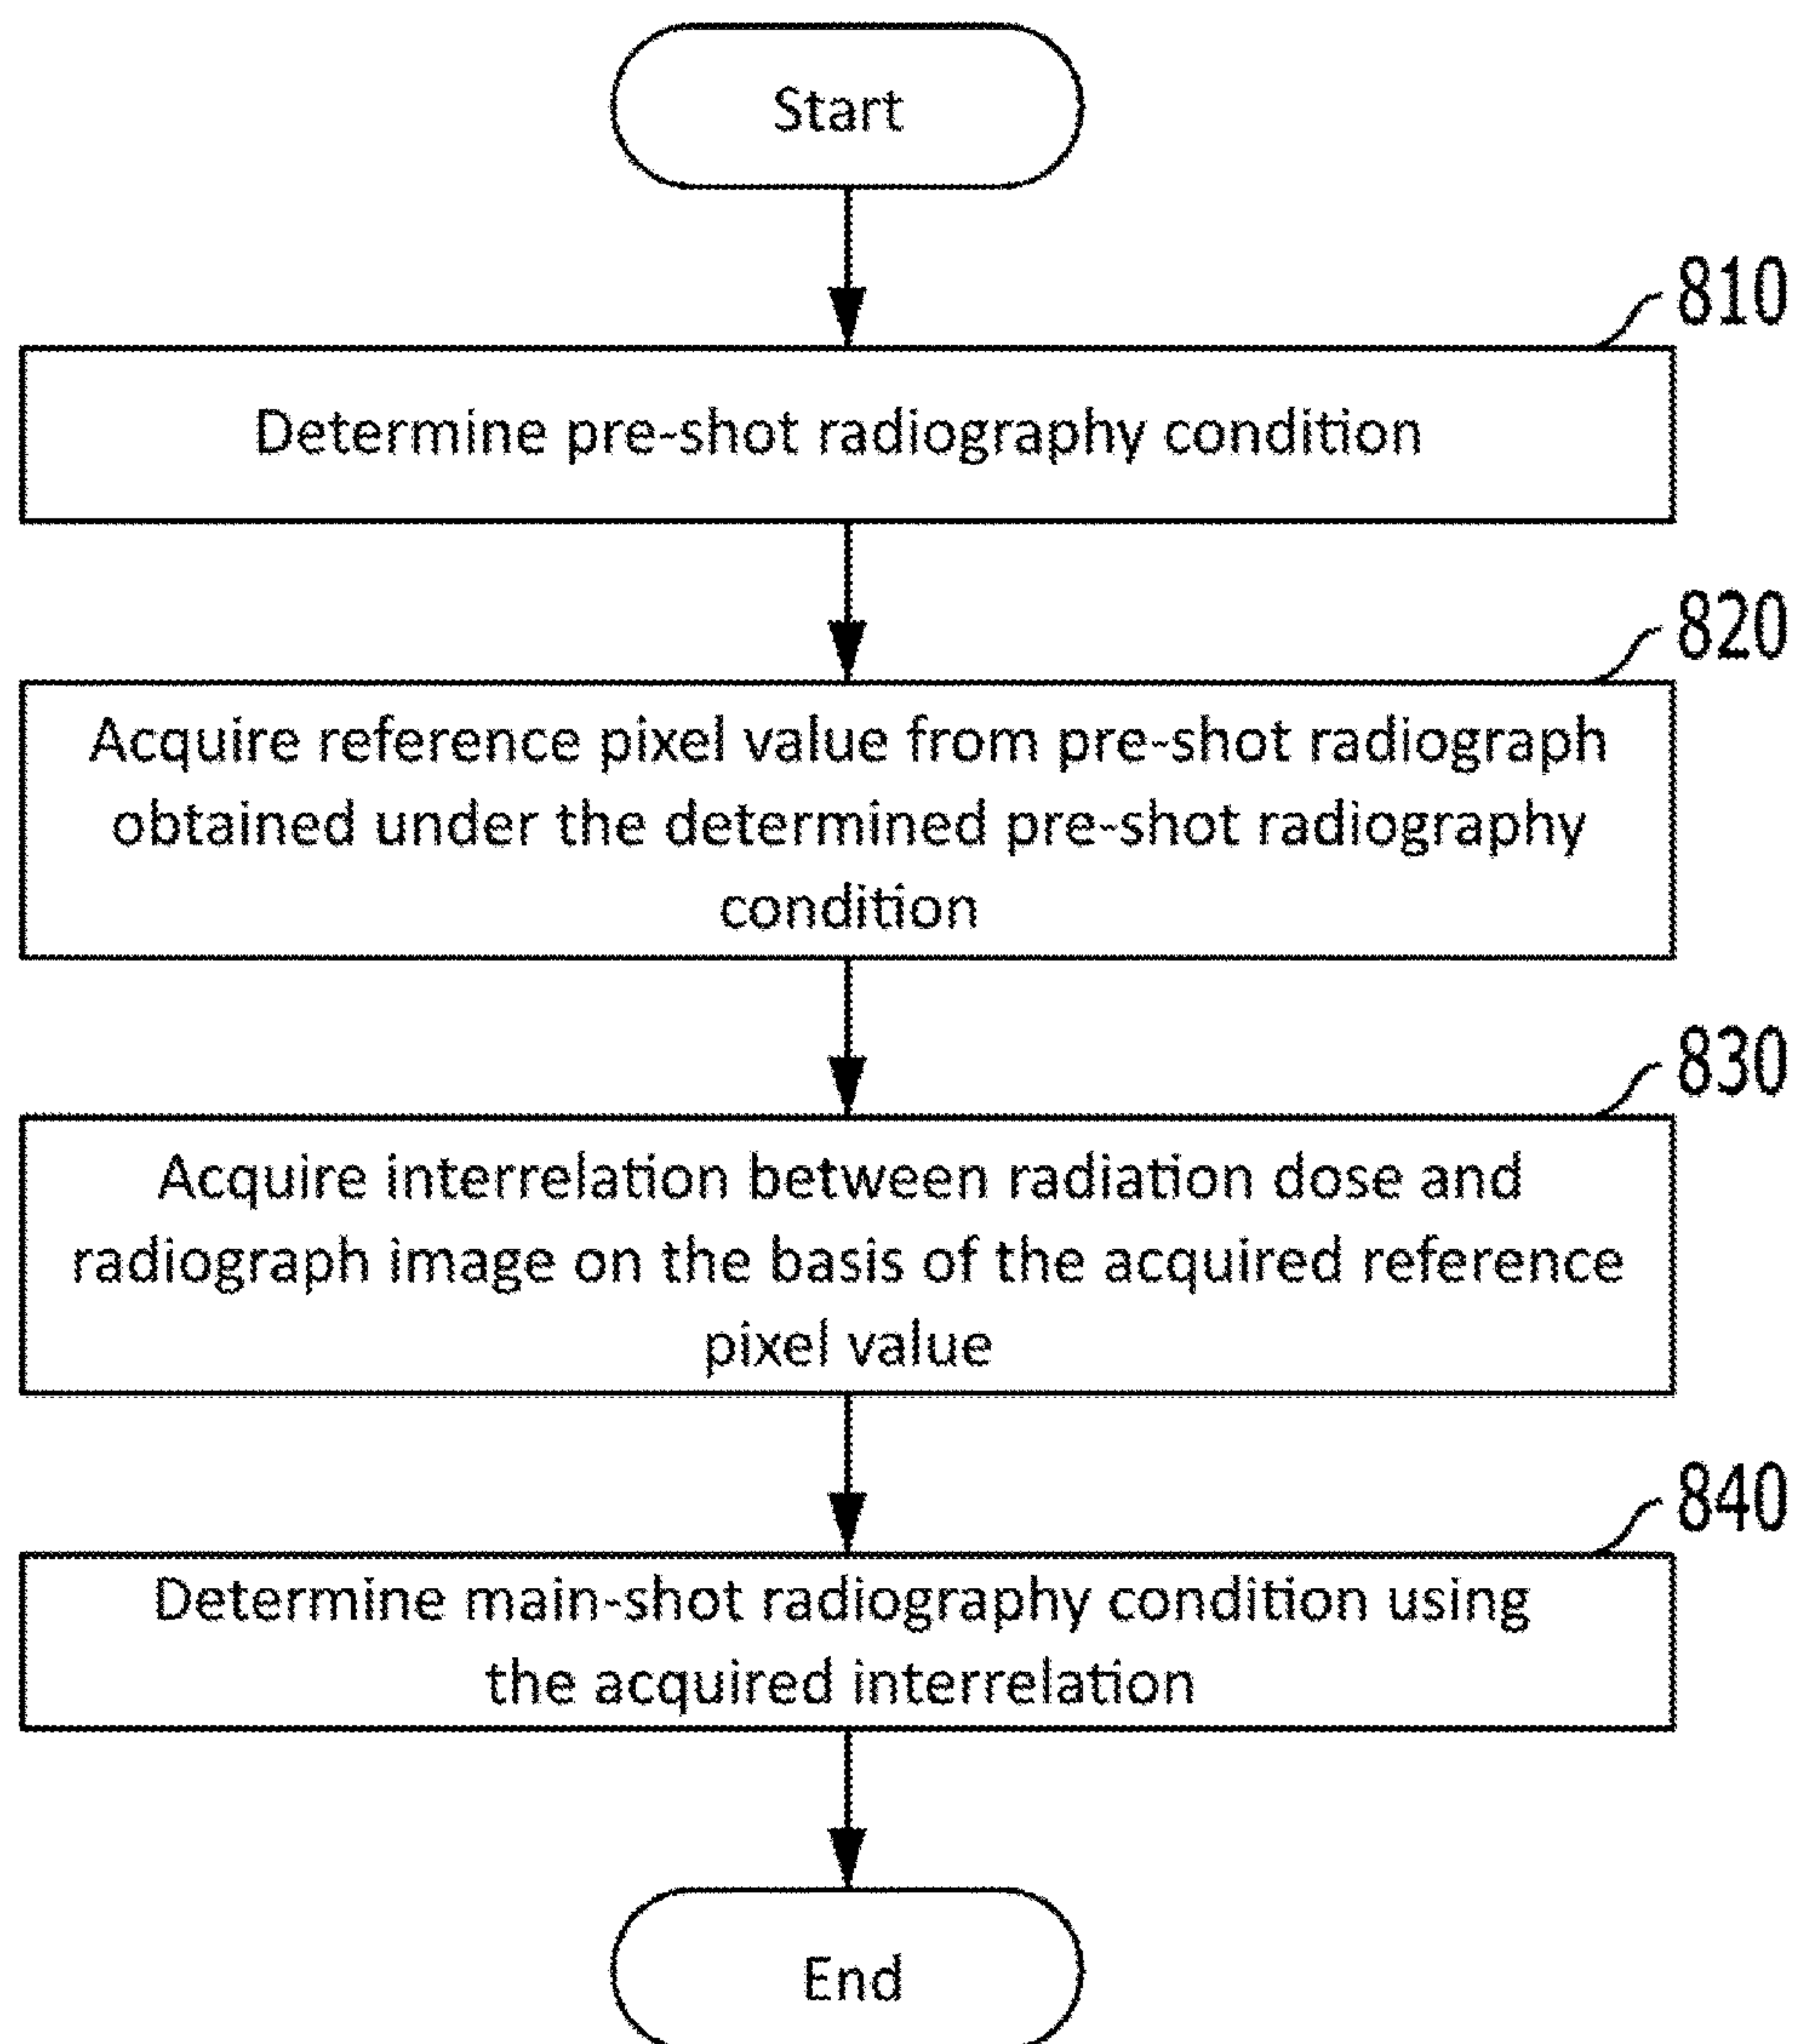 Start
810
Determine pre-shot radiography condition
820
Acquire reference pixel value from pre-shot radiograph
obtained under the determined pre-shot radiography
condition
830
Acquire interrelation between radiation dose and
radiograph image on the basis of the acquired reference
pixel value
840
Determine main-shot radiography condition using
the acquired interrelation
End